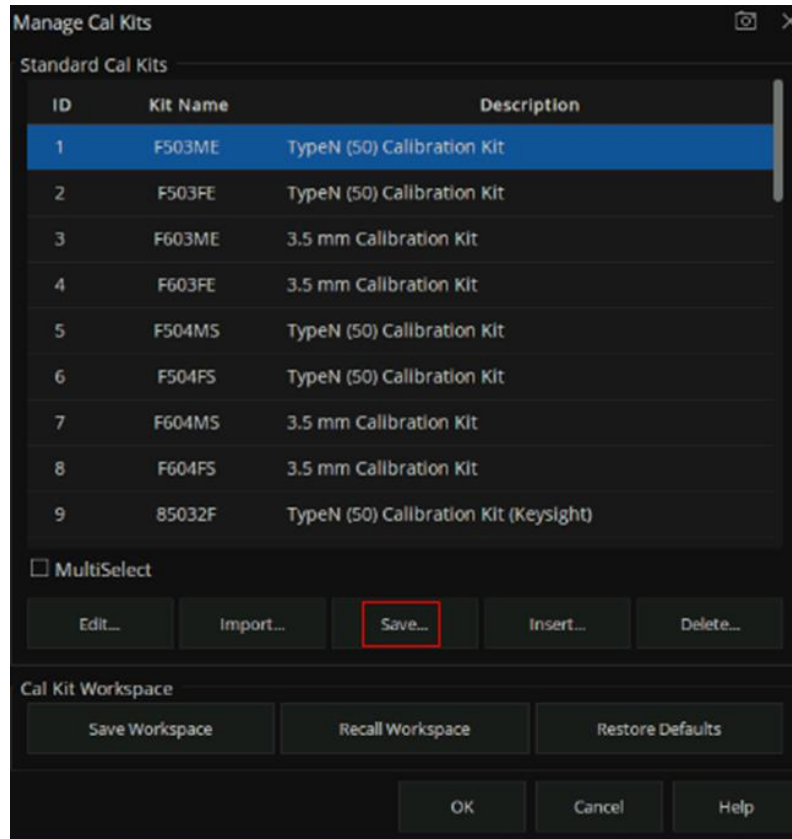 Manage Cal Kits
Standard Cal Kits
ID Kit Name Description
1 F503ME TypeN (50) Calibration Kit
2 F503FE TypeN (50) Calibration Kit
3 F603ME 3.5 mm Calibration Kit
4 F603FE 3.5 mm Calibration Kit
5 F504MS TypeN (50) Calibration Kit
6 F504FS TypeN (50) Calibration Kit
7 F604MS 3.5 mm Calibration Kit
8 F604FS 3.5 mm Calibration Kit
9 85032F TypeN (50) Calibration Kit (Keysight)
MultiSelect
Edit... Import... Save... Insert... Delete...
Cal Kit Workspace
Save Workspace Recall Workspace Restore Defaults
OK Cancel Help